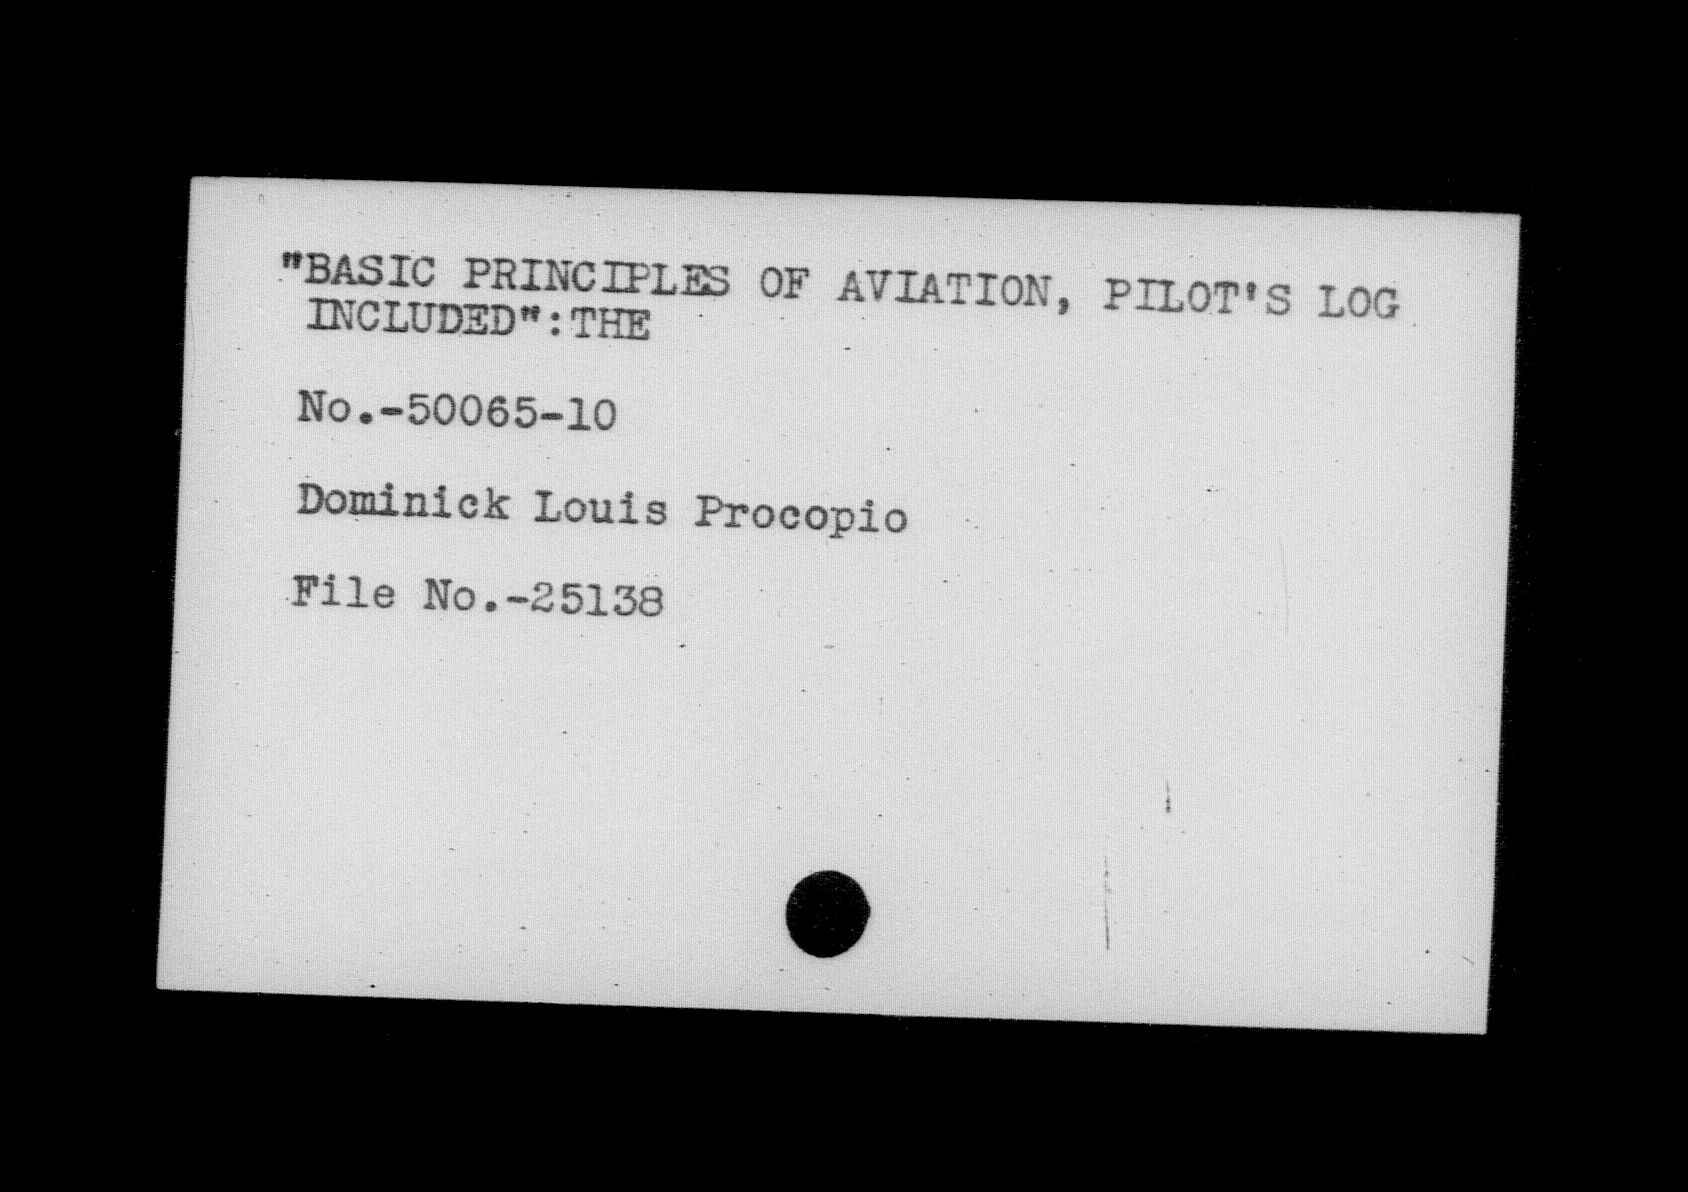 "BASIC PRINCIPLES OF AVIATION, PILOT'S LOG
INCLUDED":THE
No.-50065-10
Dominick Louis Procopio
File No.-25138